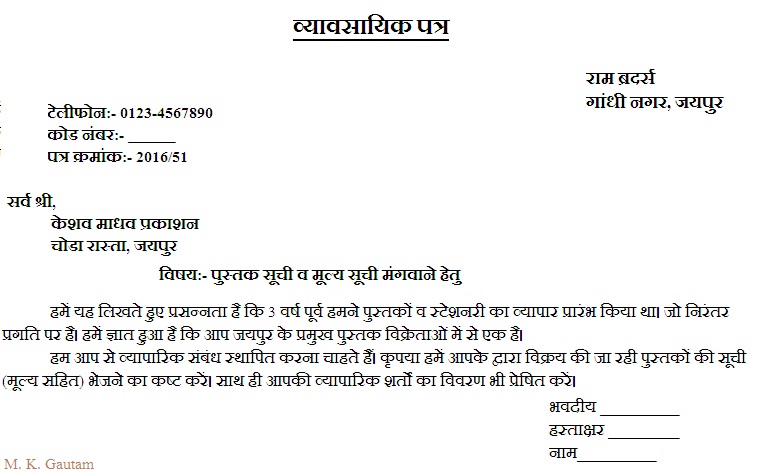 व्यावसायिक पत्र
राम ब्रदर्स
गांधी नगर, जयपुर
टेलीफोन:- 0123-4567890
कोड नंबर:- ______
पत्र क्रमांक:- 2016/51
सर्व श्री,
केशव माधव प्रकाशन
चोडा रास्ता, जयपुर
विषय:- पुस्तक सूची व मूल्य सूची मंगवाने हेतु
हमें यह लिखते हुए प्रसन्नता है कि 3 वर्ष पूर्व हमने पुस्तकों व स्टेशनरी का व्यापार प्रारंभ किया था। जो निरंतर
प्रगति पर है। हमें ज्ञात हुआ है कि आप जयपुर के प्रमुख पुस्तक विक्रेताओं में से एक है।
हम आप से व्यापारिक संबंध स्थापित करना चाहते हैं। कृपया हमें आपके द्वारा विक्रय की जा रही पुस्तकों की सूची
(मूल्य सहित) भेजने का कष्ट करें। साथ ही आपकी व्यापारिक शर्तों का विवरण भी प्रेषित करें।
भवदीय __________
हस्ताक्षर _________
नाम__________
M. K. Gautam